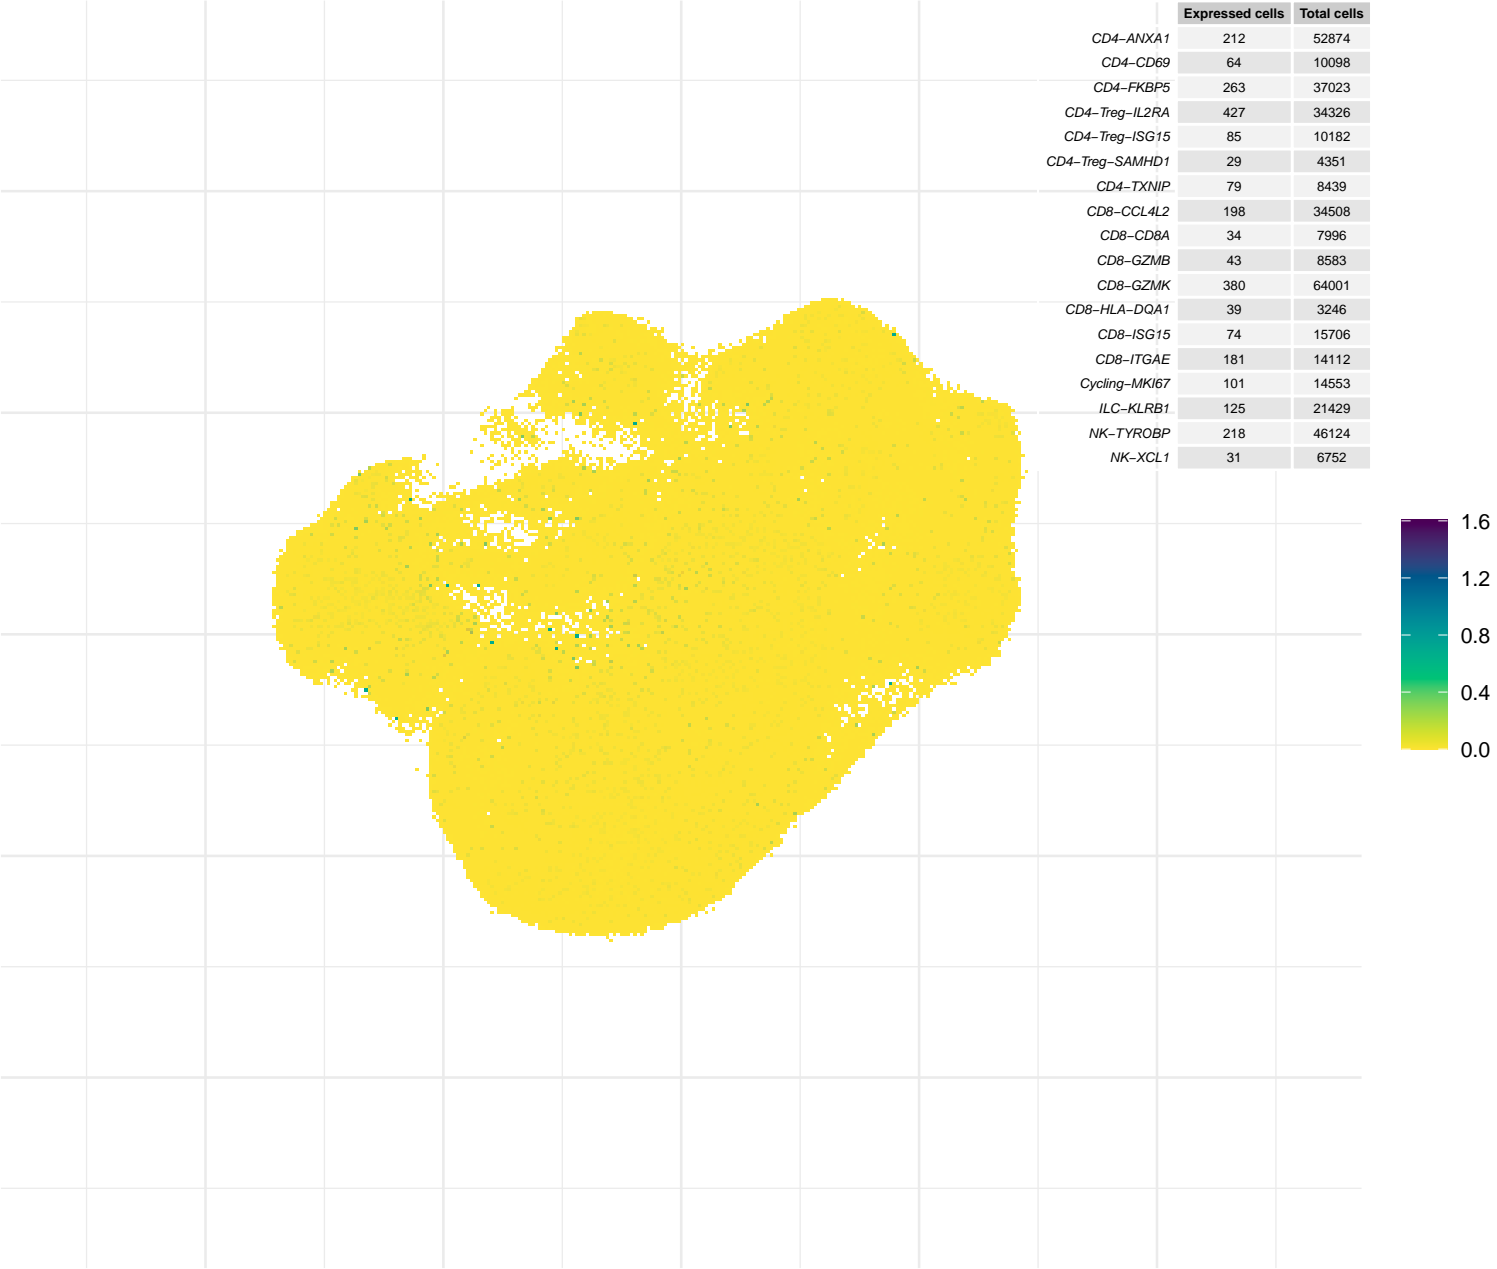 Expressed cells Total cells
CD4−ANXA1 212 52874
CD4−CD69 64 10098
CD4−FKBP5 263 37023
CD4−Treg−IL2RA 427 34326
CD4−Treg−ISG15 85 10182
CD4−Treg−SAMHD1 29 4351
CD4−TXNIP 79 8439
CD8−CCL4L2 198 34508
CD8−CD8A 34 7996
CD8−GZMB 43 8583
CD8−GZMK 380 64001
CD8−HLA−DQA1 39 3246
CD8−ISG15 74 15706
CD8−ITGAE 181 14112
Cycling−MKI67 101 14553
ILC−KLRB1 125 21429
NK−TYROBP 218 46124
NK−XCL1 31 6752
1.6
1.2
0.8
0.4
0.0